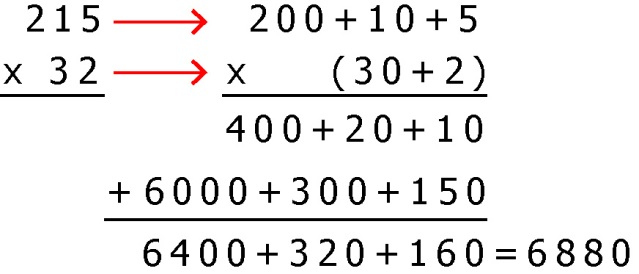 215 → 200+10+5
x 32 → x (30+2)
400+20+10
+ 6000+300+150
6400+320+160=6880